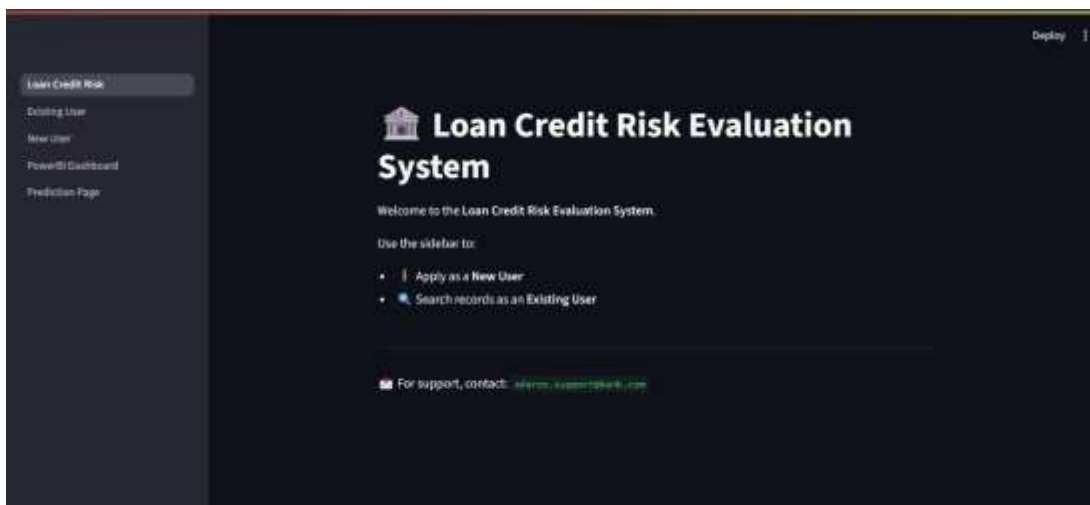 Deploy
Loan Credit Risk
Existing User
New User
PowerBI Dashboard
Prediction Page
🏛 Loan Credit Risk Evaluation
System
Welcome to the Loan Credit Risk Evaluation System.
Use the sidebar to:
• Apply as a New User
• 🔍 Search records as an Existing User
📩 For support, contact: